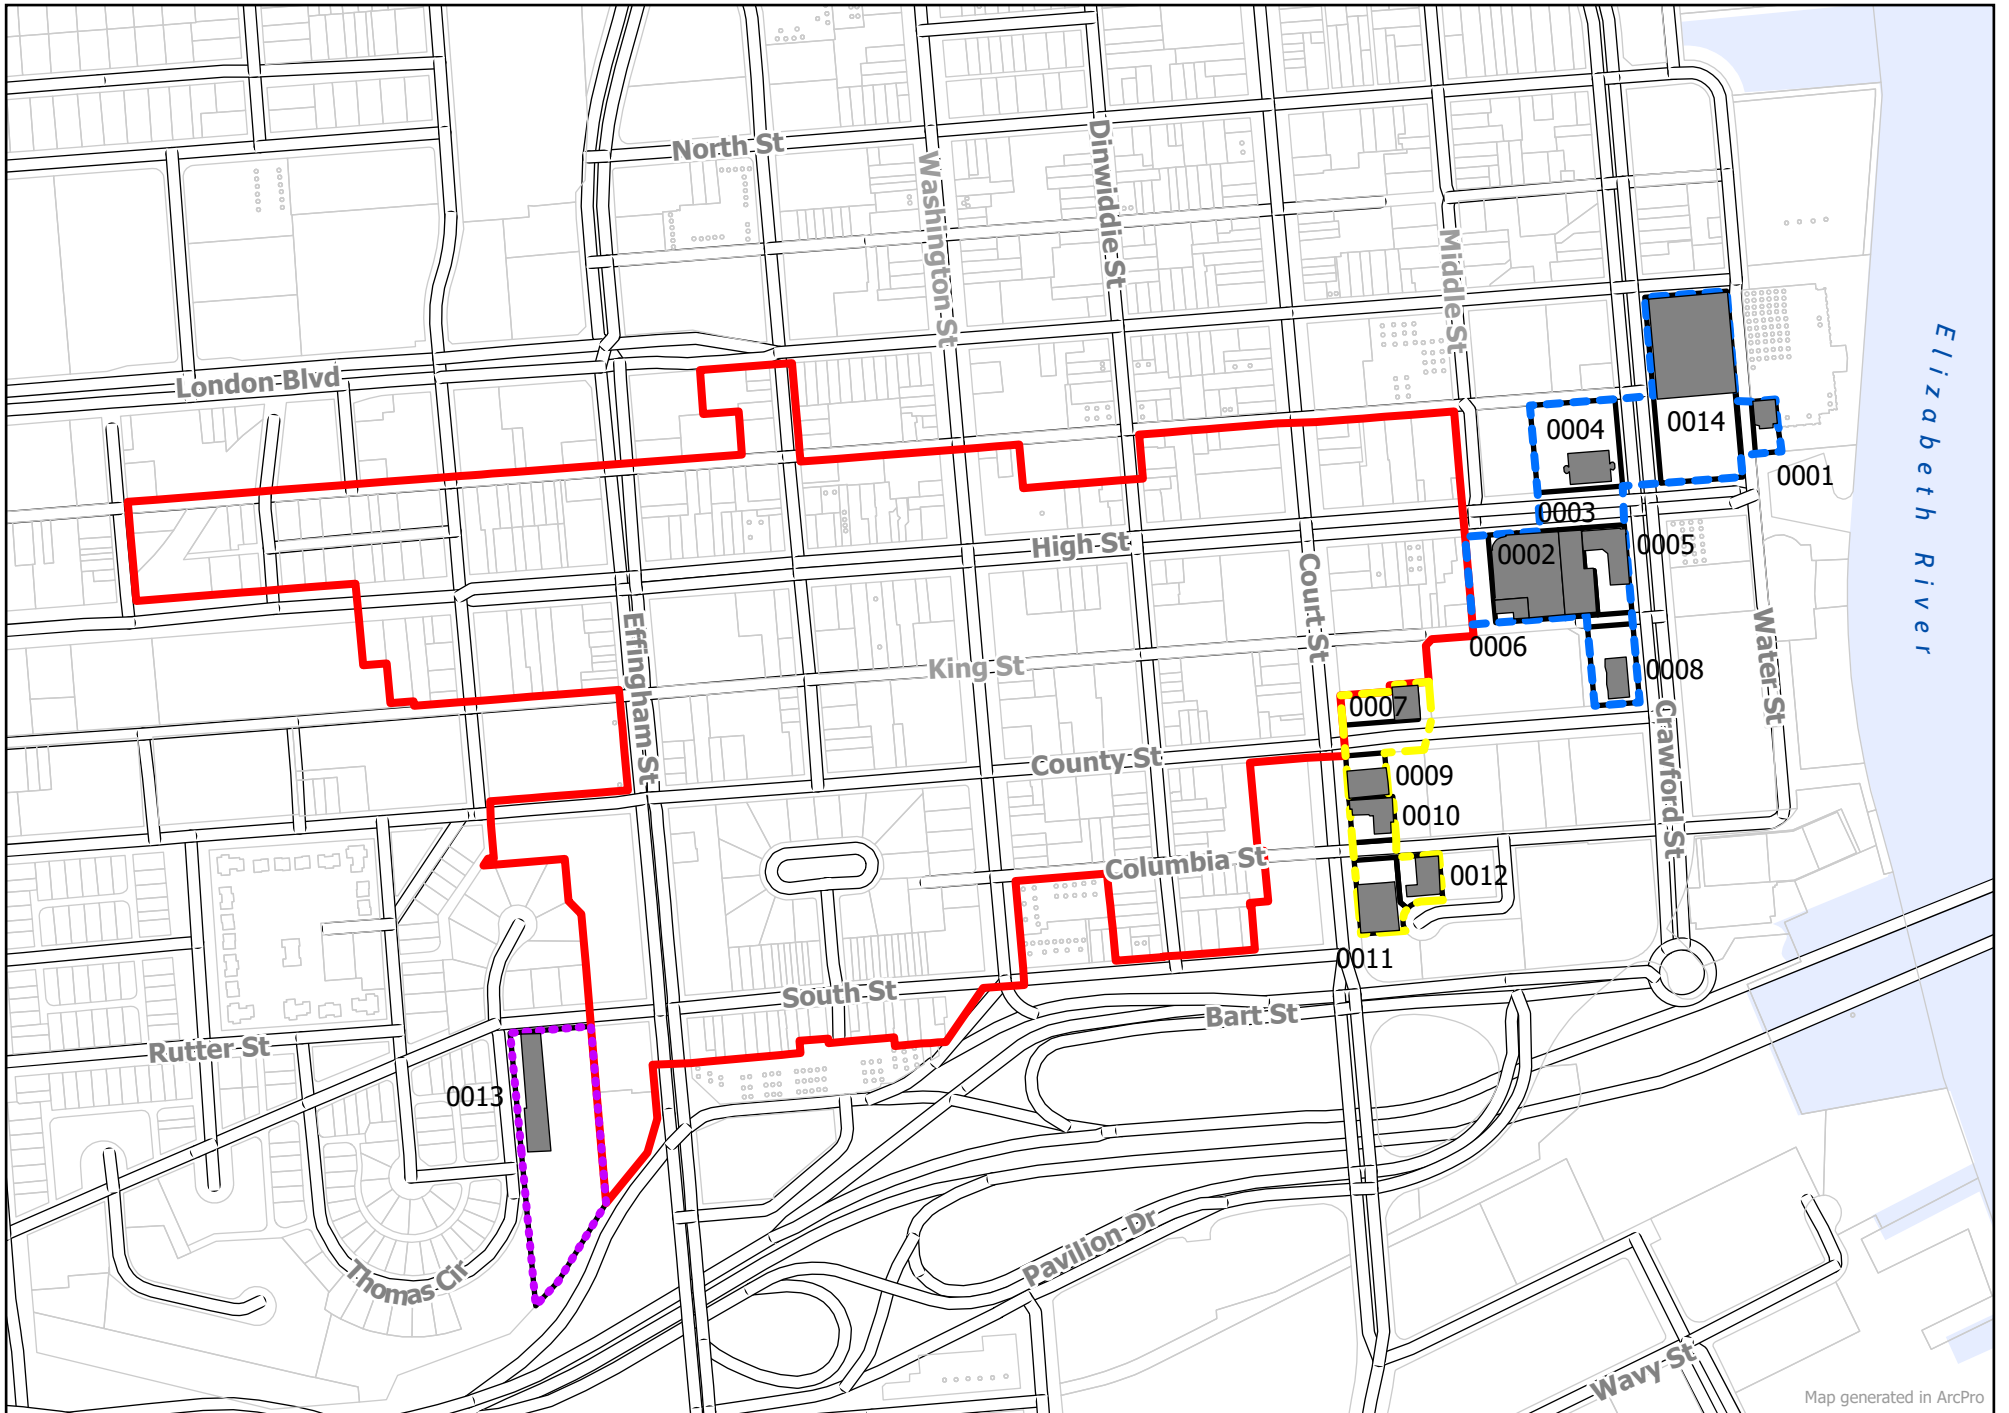 North St
Washington St
Dinwiddie St
Middle St
Elizabeth River
London Blvd
0004
0014
0001
0003
High St
0002
0005
Court St
Effingham St
King St
0006
0008
Water St
0007
Crawford St
County St
0009
0010
Columbia St
0012
0011
South St
Bart St
Rutter St
0013
Pavilion Dr
Thomas Cir
Wavy St
Map generated in ArcPro